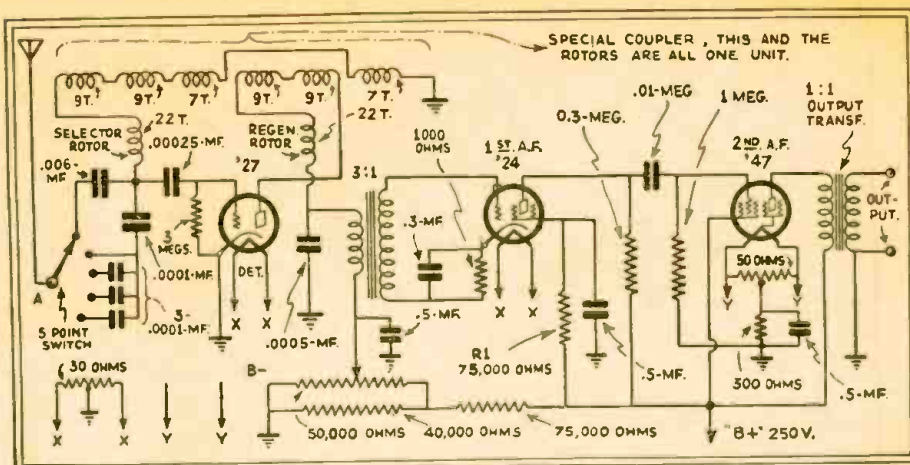 SPECIAL COUPLER, THIS AND THE
ROTORS ARE ALL ONE UNIT.
9T.
9T.
7T.
9T.
9T.
7T.
22 T.
SELECTOR
ROTOR
.00025-MF.
.006-
MF.
'27
REGEN.
ROTOR
22 T.
3:1
1000
OHMS
1ST. A.F.
'24
0.3-MEG.
.01-MEG
1 MEG.
2ND. A.F.
'47
1:1
OUTPUT
TRANSF.
OUT-
PUT.
MEGS.
.0001-MF.
DET.
.3-MF.
50 OHMS
A
5 POINT
SWITCH
3-
.0001-MF.
X
X
.0005-MF.
.5-MF.
X
X
Y
Y
R1
75,000 OHMS
.5-MF.
300 OHMS
.5-MF.
30 OHMS
B-
X
X
Y
Y
50,000 OHMS
40,000 OHMS
75,000 OHMS
"B+" 250V.